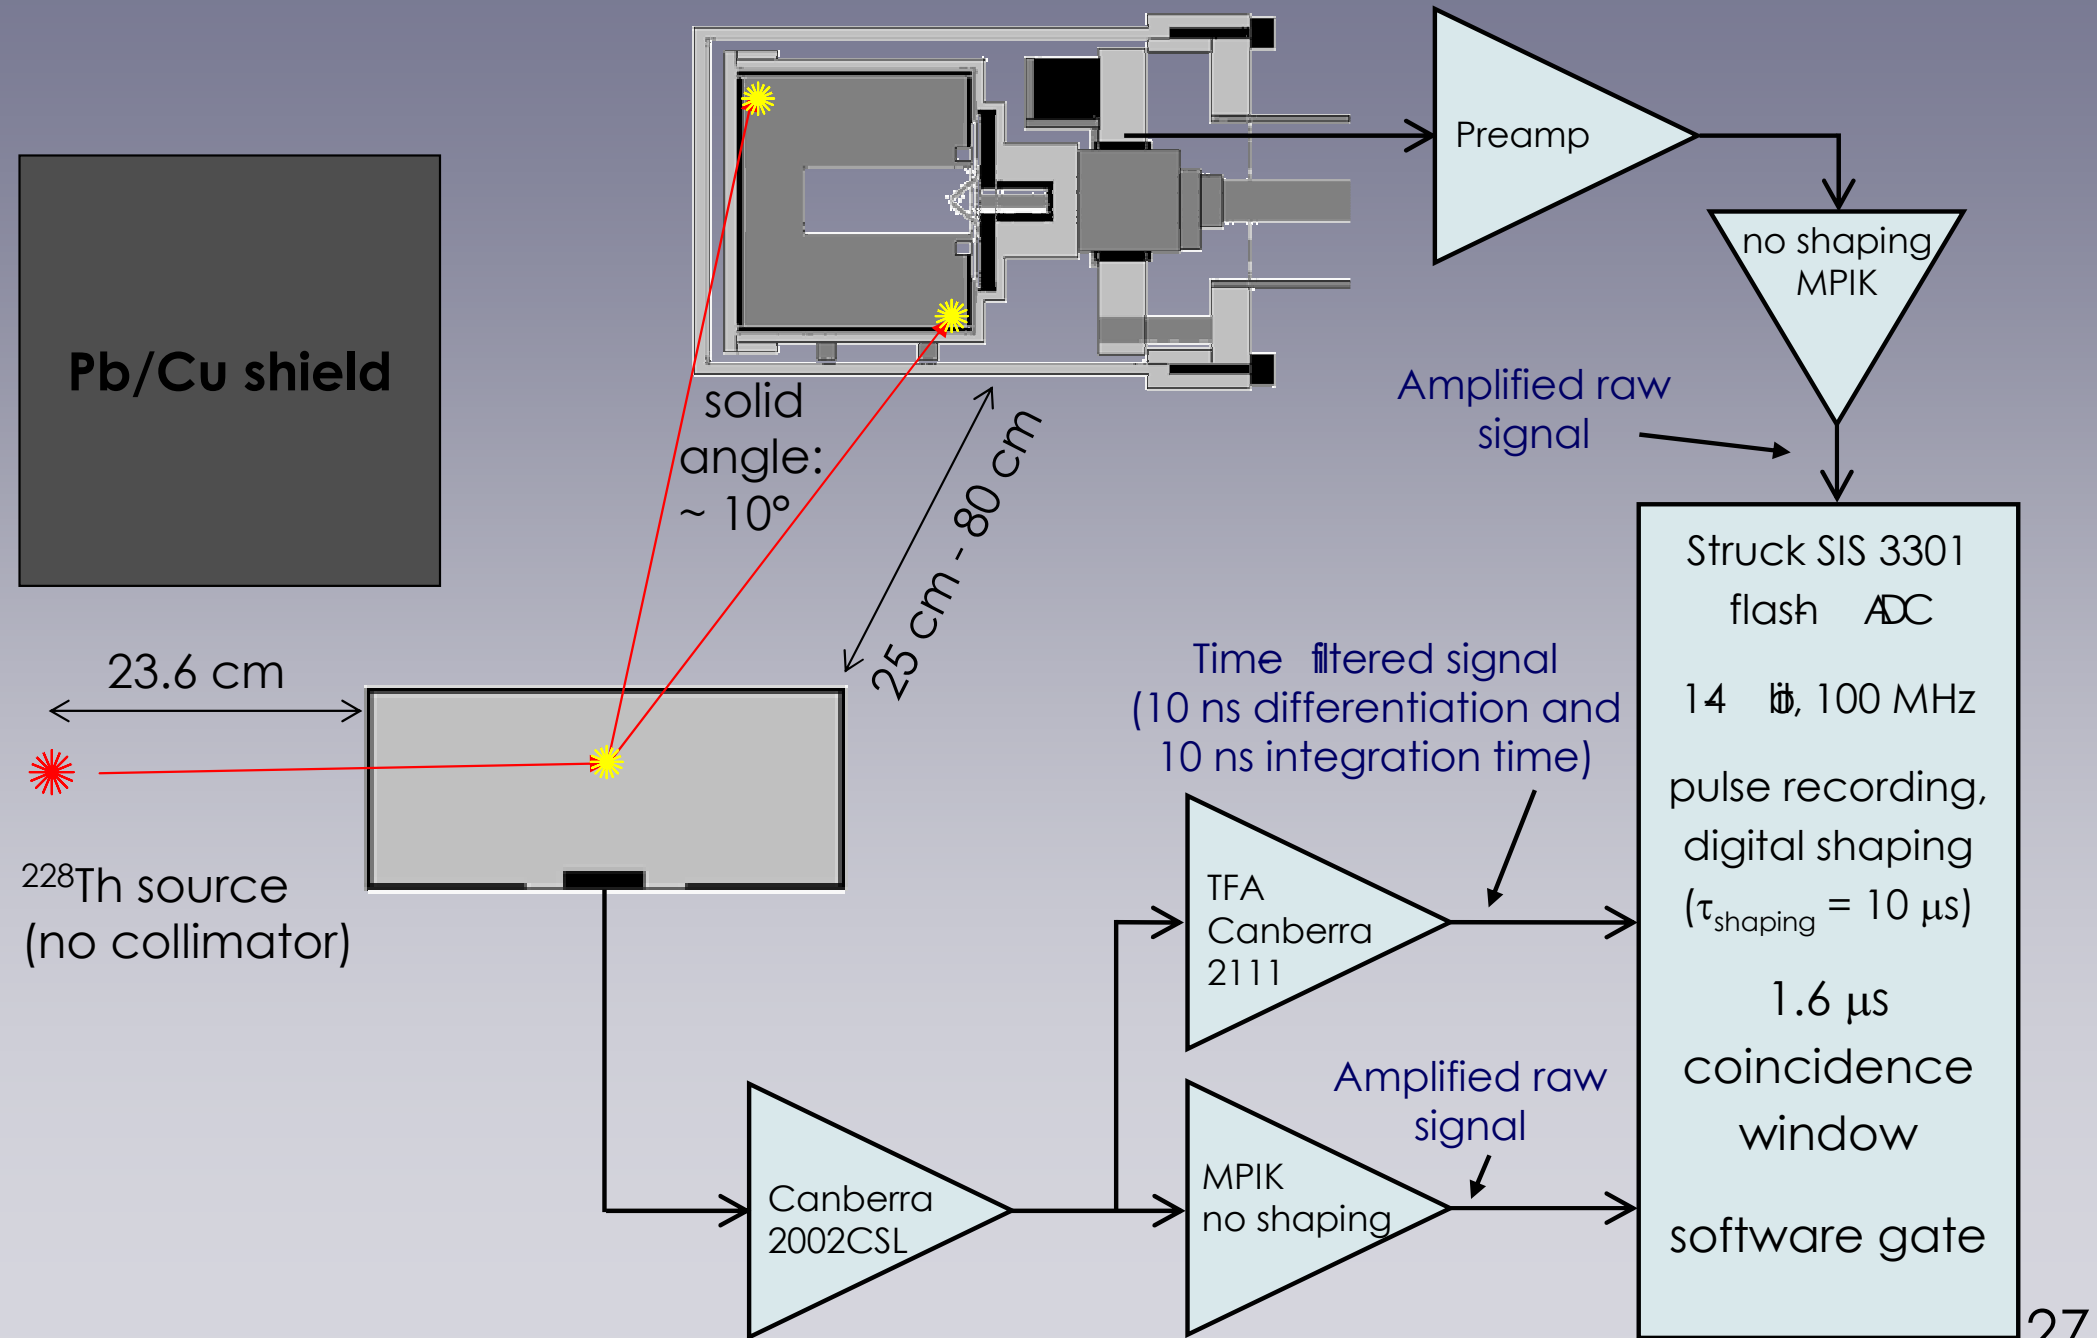 Preamp
no shaping
MPIK
Pb/Cu shield
solid
angle:
~ 10°
25 cm - 80 cm
Amplified raw
signal
23.6 cm
228Th source
(no collimator)
Time filtered signal
(10 ns differentiation and
10 ns integration time)
Struck SIS 3301
flash ADC
14 bit, 100 MHz
pulse recording,
digital shaping
(τshaping = 10 μs)
1.6 μs
coincidence
window
software gate
TFA
Canberra
2111
Amplified raw
signal
MPIK
no shaping
Canberra
2002CSL
27